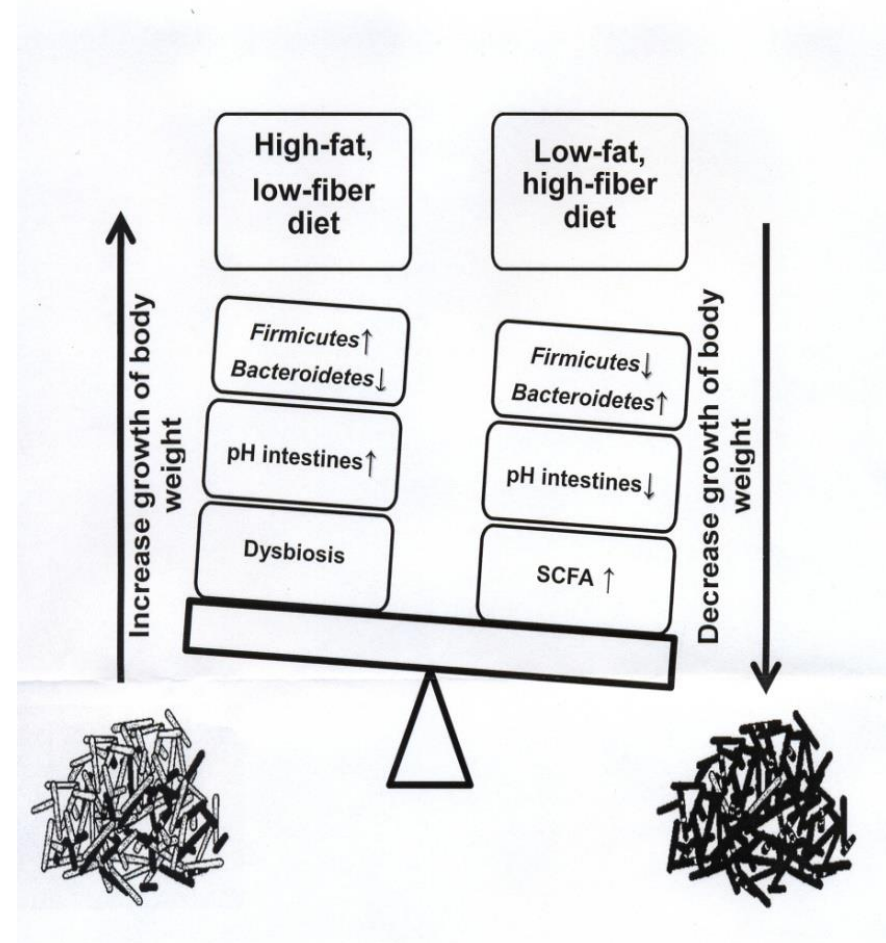 High-fat,
low-fiber
diet
Low-fat,
high-fiber
diet
Increase growth of body
weight
Firmicutes↑
Bacteroidetes↓
pH intestines↑
Dysbiosis
Firmicutes↓
Bacteroidetes↑
pH intestines↓
SCFA ↑
Decrease growth of body
weight